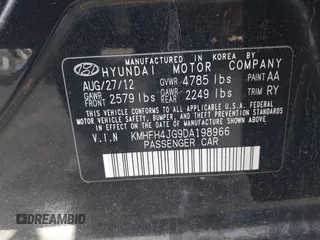 MANUFACTURED IN KOREA BY
HYUNDAI MOTOR COMPANY
AUG/27/12 GVWR 4785 lbs PAINT AA
GAWR FRONT 2579 lbs GAWR REAR 2249 lbs TRIM RY
THIS VEHICLE CONFORMS TO ALL APPLICABLE
FEDERAL MOTOR VEHICLE SAFETY, BUMPER AND THEFT
PREVENTION STANDARDS IN EFFECT ON THE DATE OF
MANUFACTURE SHOWN ABOVE.
V.I.N KMHFH4JG9DA198966
PASSENGER CAR
DREAMBID
DREAMBID.COM